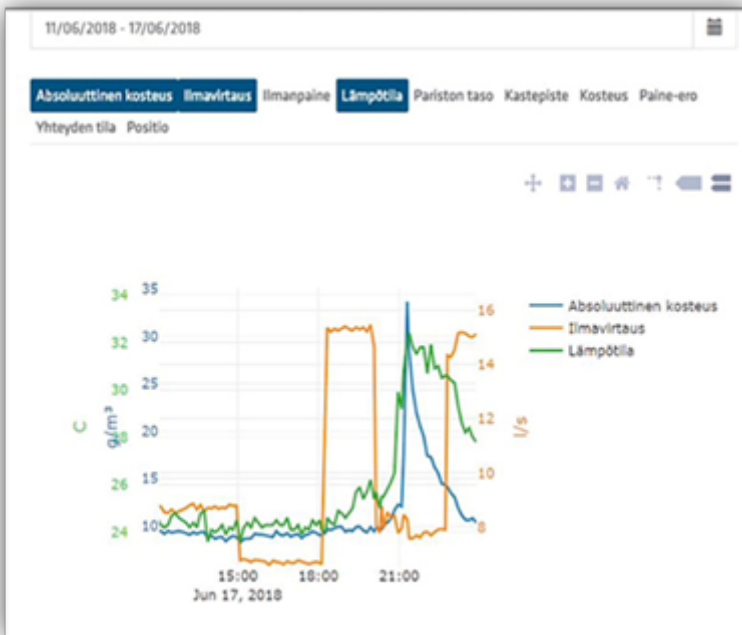 11/06/2018 - 17/06/2018
Absoluuttinen kosteus Ilmavirtaus Ilmanpaine Lämpötila Pariston taso Kastepiste Kosteus Paine-ero
Yhteyden tila Positio
34
32
30
28
26
24
C
35
30
25
20
15
10
g/m³
16
14
12
10
8
l/s
15:00 18:00 21:00
Jun 17, 2018
Absoluuttinen kosteus
Ilmavirtaus
Lämpötila